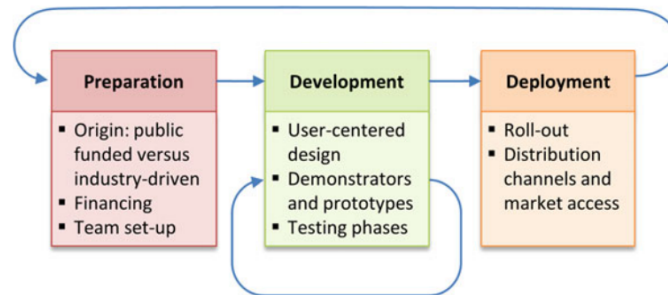 Preparation
▪ Origin: public
funded versus
industry-driven
▪ Financing
▪ Team set-up
Development
▪ User-centered
design
▪ Demonstrators
and prototypes
▪ Testing phases
Deployment
▪ Roll-out
▪ Distribution
channels and
market access